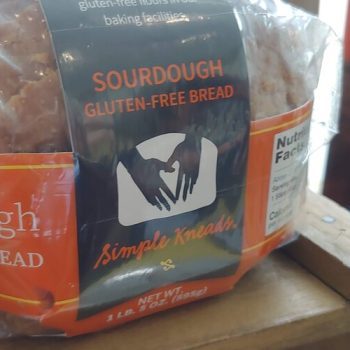 gluten-free flours in our
baking facilities.
SOURDOUGH
GLUTEN-FREE BREAD
Simple Kneads
NET WT.
1 LB. 5 OZ. (595g)
gh
EAD
Nutri
Facts